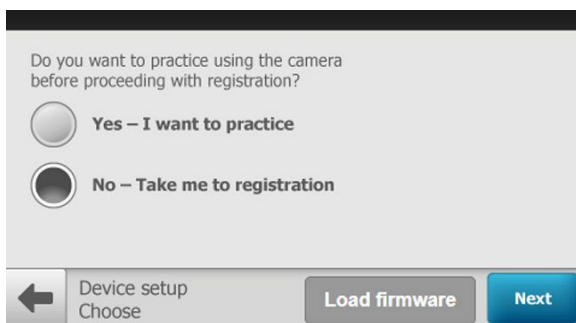 Do you want to practice using the camera
before proceeding with registration?
Yes – I want to practice
No – Take me to registration
Device setup
Choose
Load firmware
Next